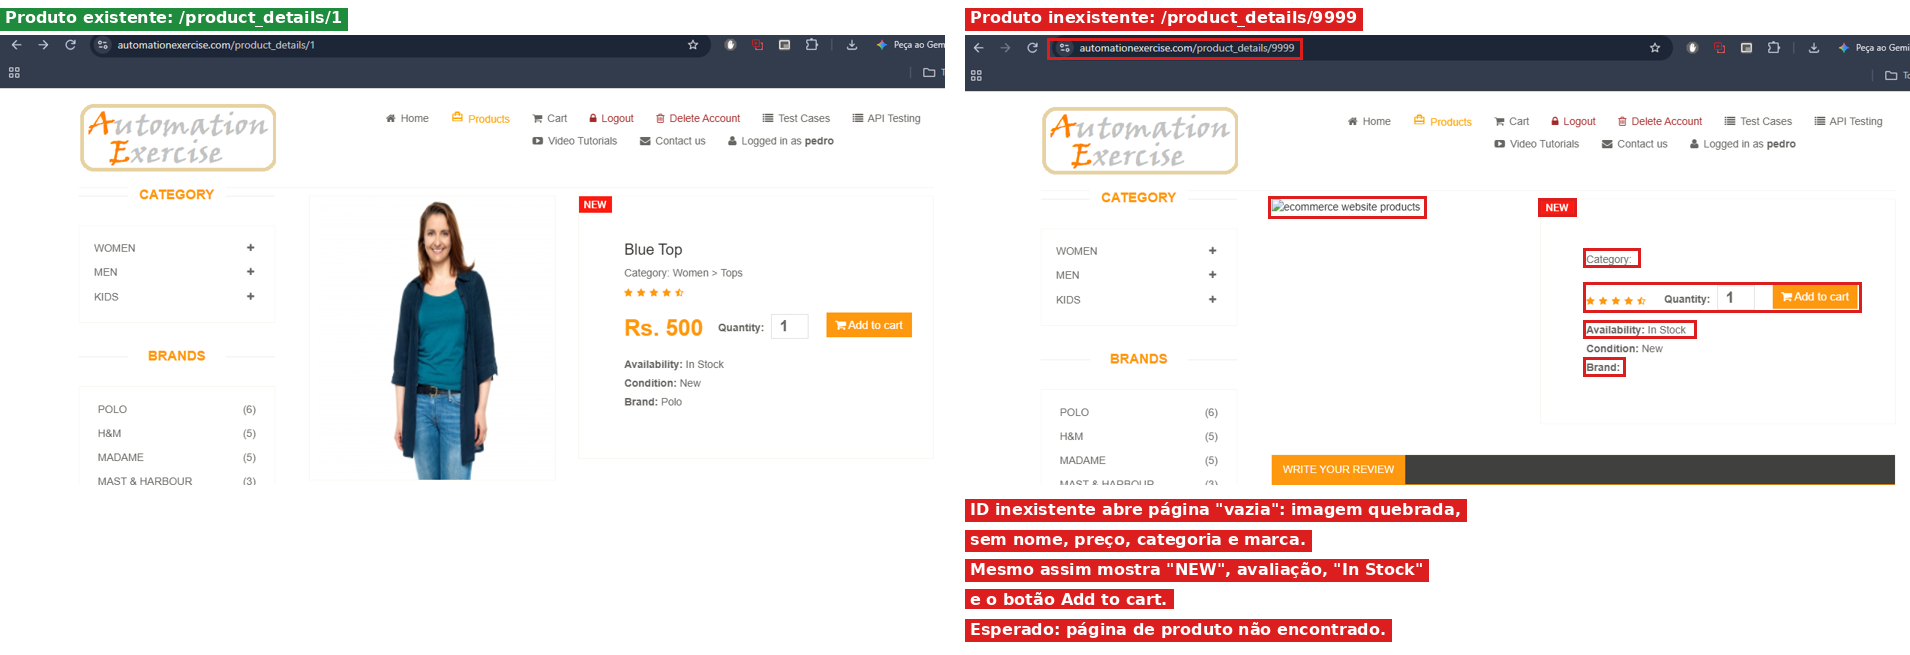 Produto existente: /product_details/1
automationexercise.com/product_details/1
Peça ao Gem
Automation
Exercise
Home Products Cart Logout Delete Account Test Cases API Testing
Video Tutorials Contact us Logged in as pedro
CATEGORY
WOMEN
MEN
KIDS
BRANDS
POLO (6)
H&M (5)
MADAME (5)
MAST & HARBOUR (3)
NEW
Blue Top
Category: Women > Tops
Rs. 500 Quantity: 1 Add to cart
Availability: In Stock
Condition: New
Brand: Polo
Produto inexistente: /product_details/9999
automationexercise.com/product_details/9999
Peça ao Gemi
Automation
Exercise
Home Products Cart Logout Delete Account Test Cases API Testing
Video Tutorials Contact us Logged in as pedro
CATEGORY
WOMEN
MEN
KIDS
BRANDS
POLO (6)
H&M (5)
MADAME (5)
MAST & HARBOUR (3)
ecommerce website products
NEW
Category:
Quantity: 1 Add to cart
Availability: In Stock
Condition: New
Brand:
WRITE YOUR REVIEW
ID inexistente abre página "vazia": imagem quebrada,
sem nome, preço, categoria e marca.
Mesmo assim mostra "NEW", avaliação, "In Stock"
e o botão Add to cart.
Esperado: página de produto não encontrado.